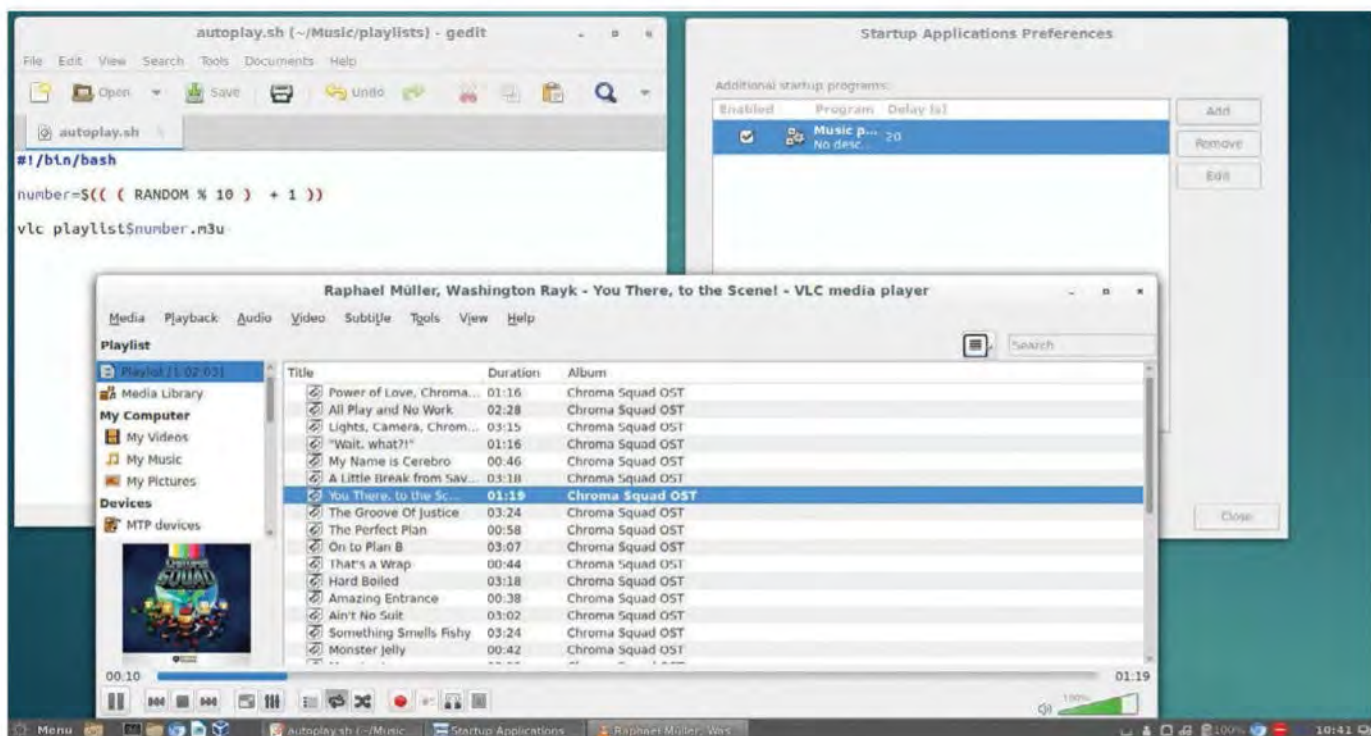 autoplay.sh (~/Music/playlists) - gedit
File Edit View Search Tools Documents Help
Open Save Undo
autoplay.sh
#!/bin/bash
number=$(( ( RANDOM % 10 ) + 1 ))
vlc playlist$number.m3u
Startup Applications Preferences
Additional startup programs:
Enabled Program Delay (s)
Music p... 20
No desc...
Add
Remove
Edit
Close
Raphael Müller, Washington Rayk - You There, to the Scene! - VLC media player
Media Playback Audio Video Subtitle Tools View Help
Playlist
Search
Playlist [1:02:03]
Media Library
My Computer
My Videos
My Music
My Pictures
Devices
MTP devices
Title Duration Album
Power of Love, Chroma... 01:16 Chroma Squad OST
All Play and No Work 02:28 Chroma Squad OST
Lights, Camera, Chrom... 03:15 Chroma Squad OST
"Wait, what?!" 01:16 Chroma Squad OST
My Name is Cerebro 00:46 Chroma Squad OST
A Little Break from Sav... 03:18 Chroma Squad OST
You There, to the Sc... 01:19 Chroma Squad OST
The Groove Of Justice 03:24 Chroma Squad OST
The Perfect Plan 00:58 Chroma Squad OST
On to Plan B 03:07 Chroma Squad OST
That's a Wrap 00:44 Chroma Squad OST
Hard Boiled 03:18 Chroma Squad OST
Amazing Entrance 00:38 Chroma Squad OST
Ain't No Suit 03:02 Chroma Squad OST
Something Smells Fishy 03:24 Chroma Squad OST
Monster Jelly 00:42 Chroma Squad OST
SQUAD
00:10 01:19
100%
Menu autoplay.sh (~/Music... Startup Applications Raphael Müller, Was... 100% 10:41